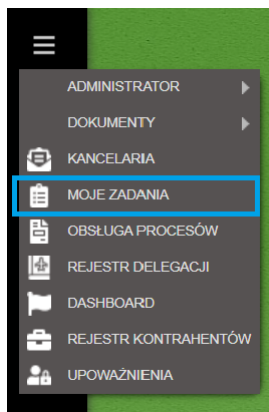 ADMINISTRATOR
DOKUMENTY
KANCELARIA
MOJE ZADANIA
OBSŁUGA PROCESÓW
REJESTR DELEGACJI
DASHBOARD
REJESTR KONTRAHENTÓW
UPOWAŻNIENIA